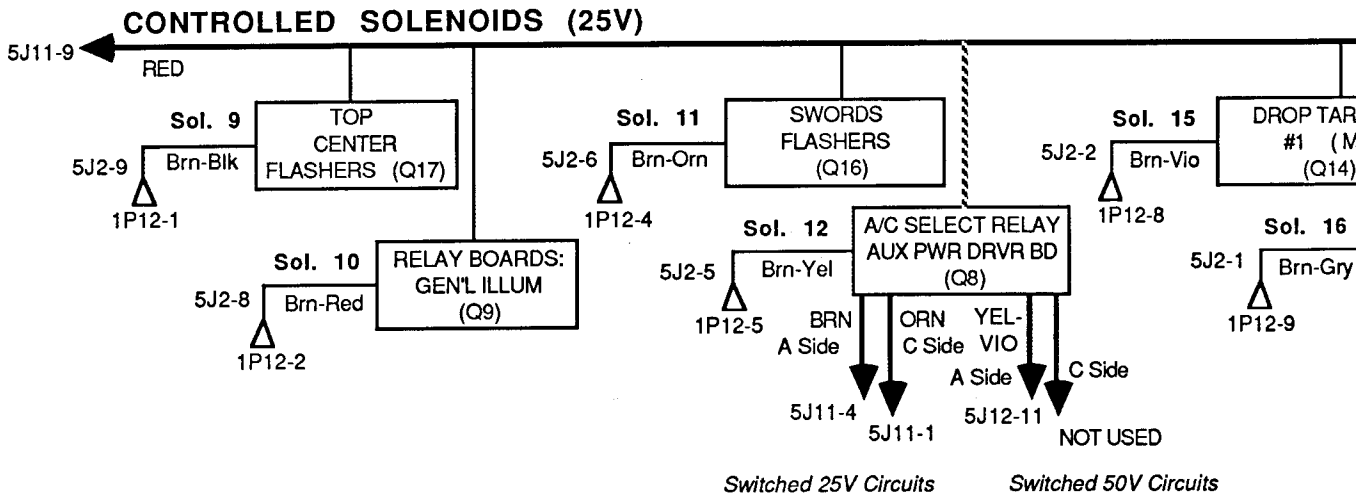 CONTROLLED SOLENOIDS (25V)
5J11-9
RED
Sol. 9
TOP
CENTER
FLASHERS (Q17)
5J2-9
Brn-Blk
1P12-1
Sol. 10
RELAY BOARDS:
GEN'L ILLUM
(Q9)
5J2-8
Brn-Red
1P12-2
Sol. 11
SWORDS
FLASHERS
(Q16)
5J2-6
Brn-Orn
1P12-4
Sol. 12
A/C SELECT RELAY
AUX PWR DRVR BD
(Q8)
5J2-5
Brn-Yel
1P12-5
BRN
A Side
ORN
C Side
YEL-
VIO
A Side
C Side
5J11-4
5J11-1
5J12-11
NOT USED
Switched 25V Circuits
Switched 50V Circuits
Sol. 15
DROP TAR
#1 (M
(Q14)
5J2-2
Brn-Vio
1P12-8
Sol. 16
5J2-1
Brn-Gry
1P12-9